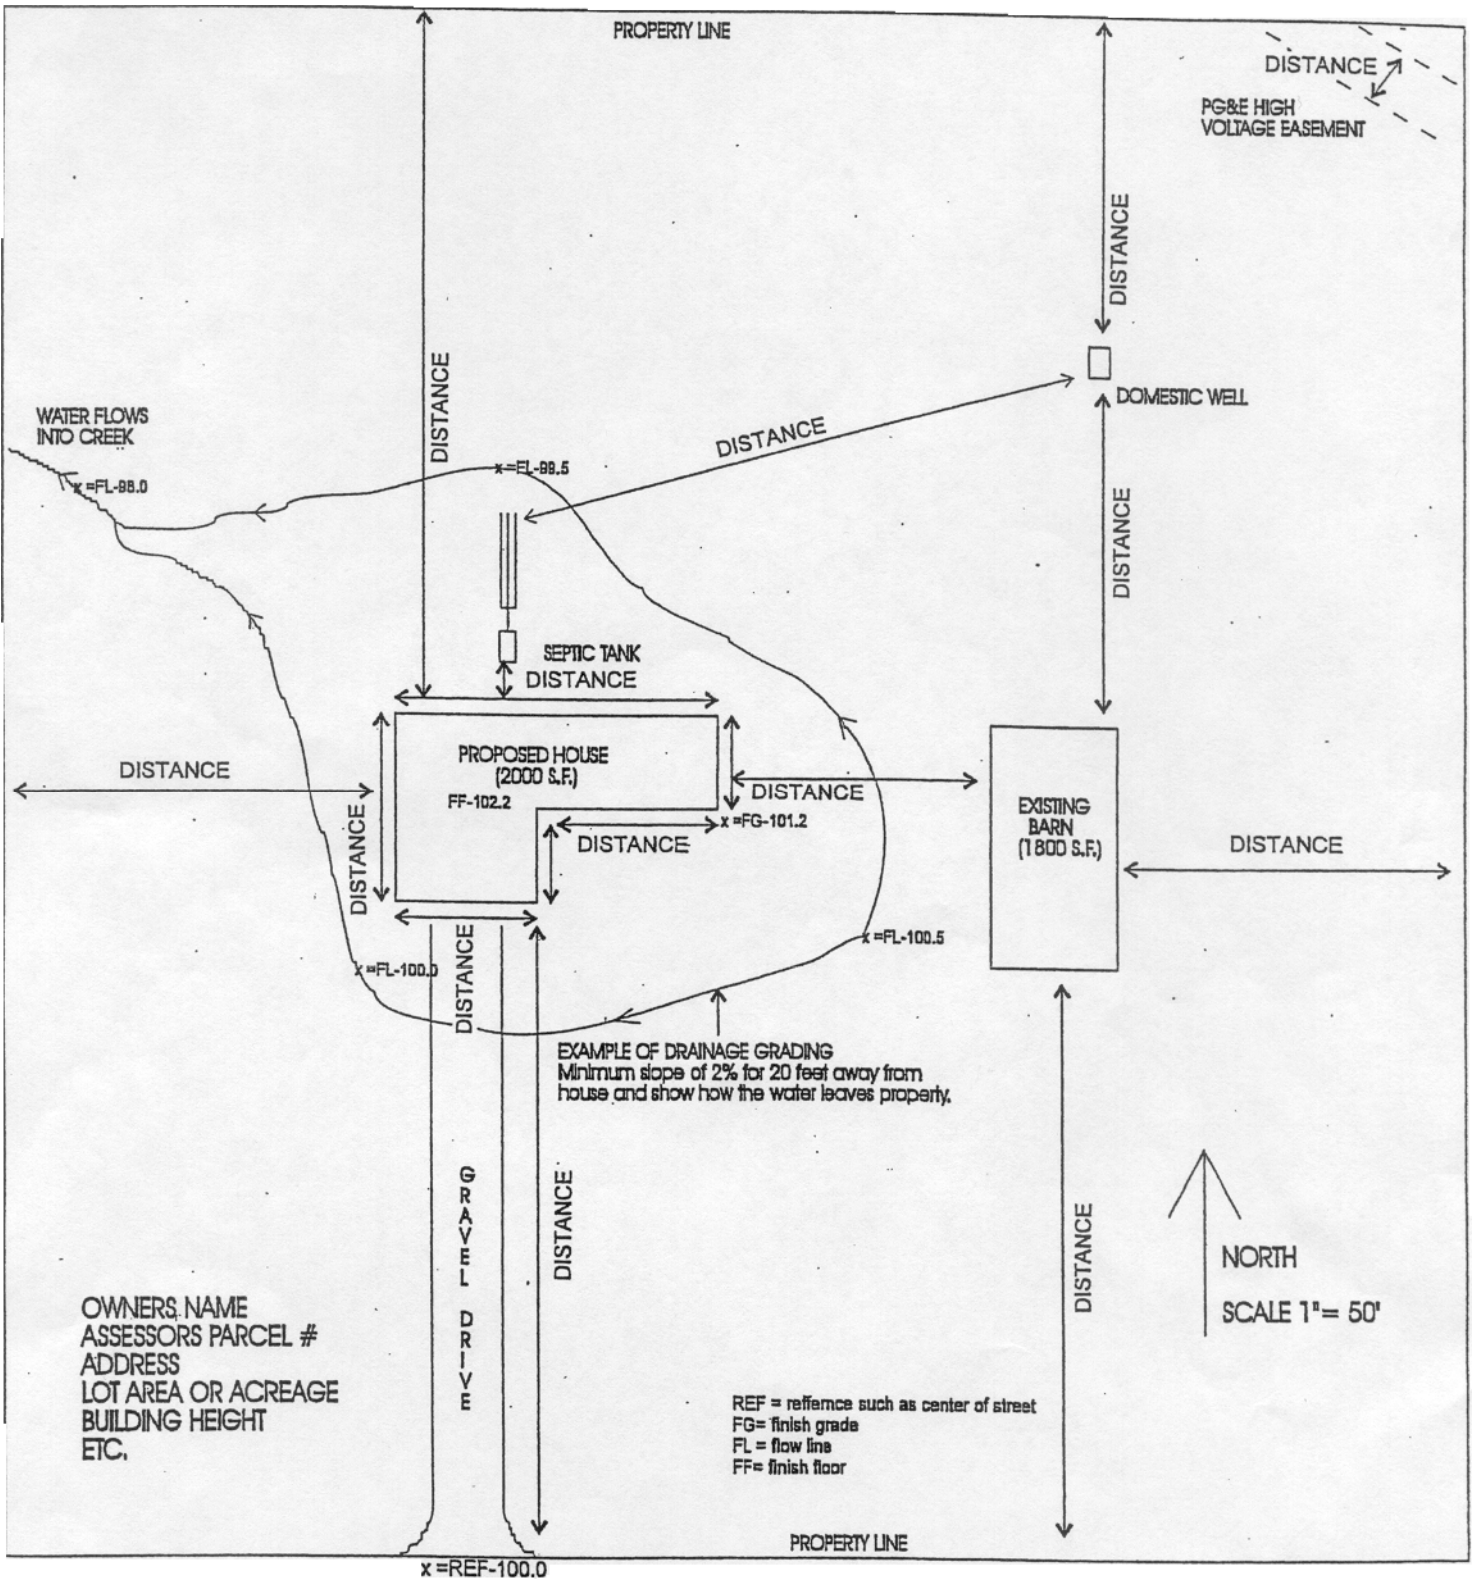 PROPERTY LINE
DISTANCE
PG&E HIGH
VOLTAGE EASEMENT
DISTANCE
DISTANCE
DOMESTIC WELL
WATER FLOWS
INTO CREEK
DISTANCE
x =FL-99.5
x =FL-98.0
DISTANCE
SEPTIC TANK
DISTANCE
PROPOSED HOUSE
(2000 S.F.)
FF-102.2
DISTANCE
DISTANCE
DISTANCE
x =FG-101.2
DISTANCE
EXISTING
BARN
(1800 S.F.)
DISTANCE
x =FL-100.5
x =FL-100.0
DISTANCE
EXAMPLE OF DRAINAGE GRADING
Minimum slope of 2% for 20 feet away from
house and show how the water leaves property.
GRAVEL DRIVE
DISTANCE
DISTANCE
NORTH
SCALE 1"= 50'
OWNERS NAME
ASSESSORS PARCEL #
ADDRESS
LOT AREA OR ACREAGE
BUILDING HEIGHT
ETC.
REF = reffernce such as center of street
FG= finish grade
FL = flow line
FF= finish floor
PROPERTY LINE
x =REF-100.0